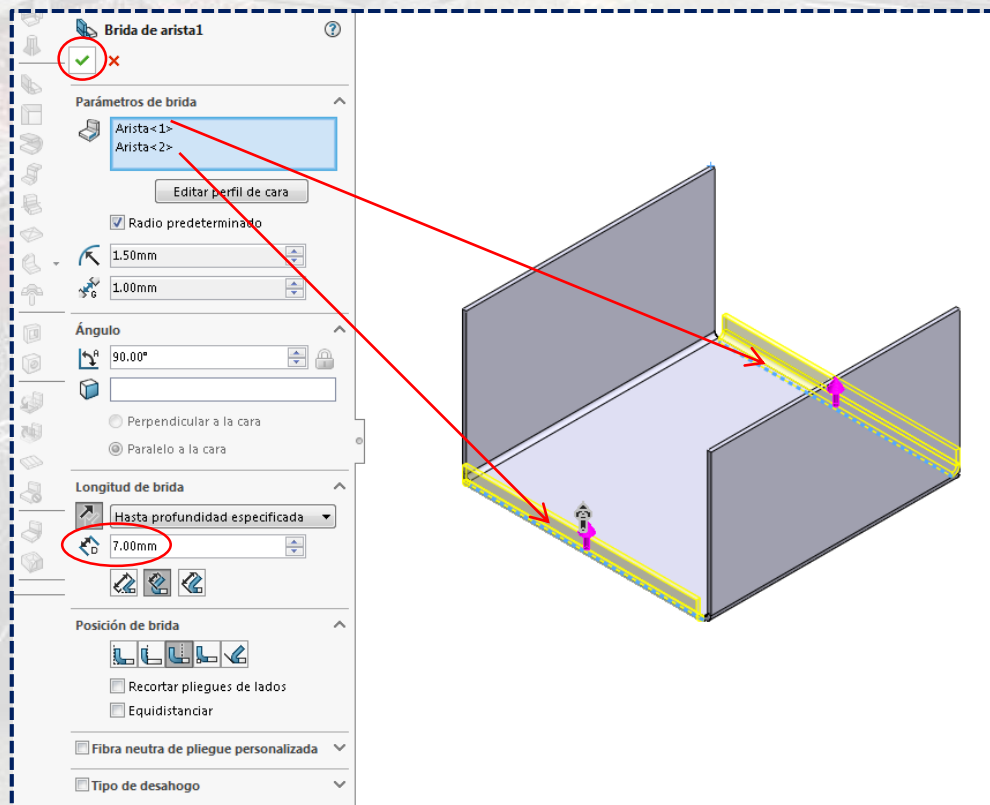 Brida de arista1
Parámetros de brida
Arista<1>
Arista<2>
Editar perfil de cara
Radio predeterminado
1.50mm
G
1.00mm
Ángulo
A
90.00°
Perpendicular a la cara
Paralelo a la cara
Longitud de brida
Hasta profundidad especificada
D
7.00mm
Posición de brida
Recortar pliegues de lados
Equidistanciar
Fibra neutra de pliegue personalizada
Tipo de desahogo